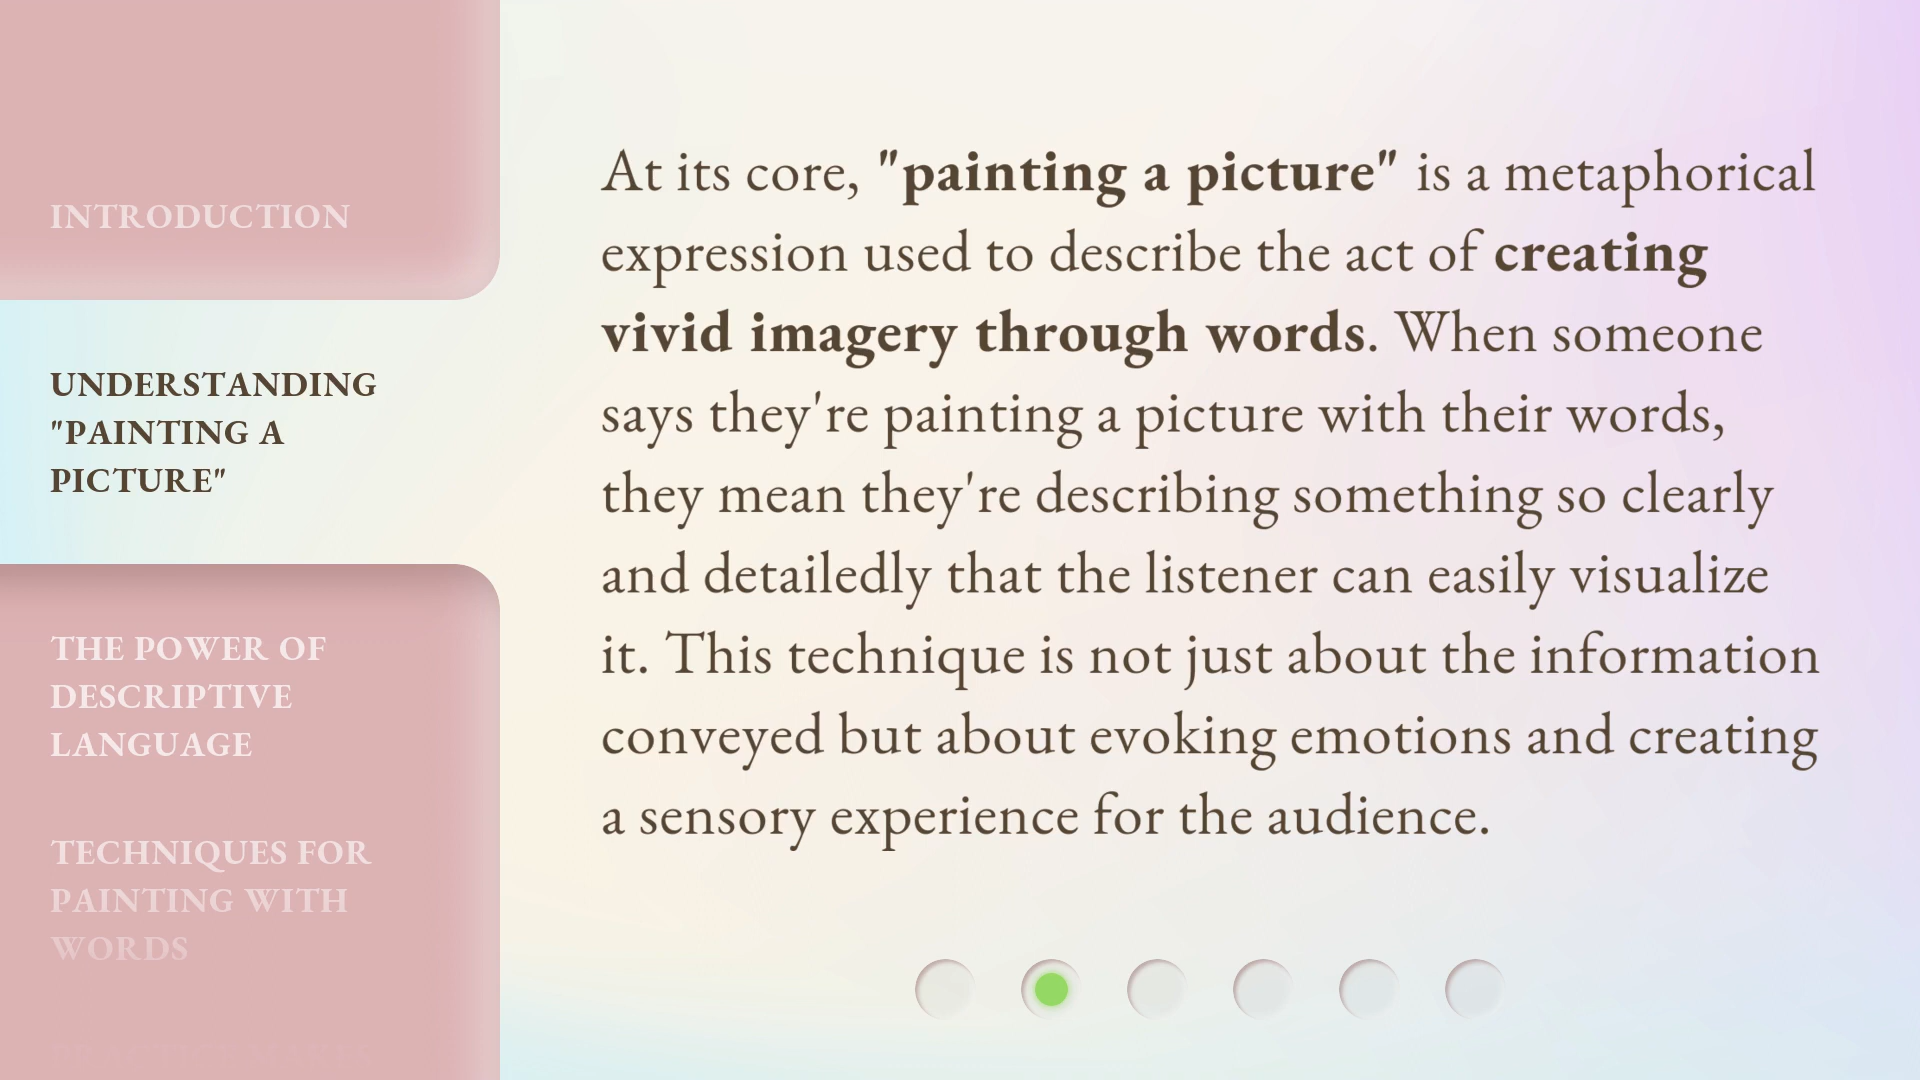 INTRODUCTION
UNDERSTANDING
"PAINTING A
PICTURE"
THE POWER OF
DESCRIPTIVE
LANGUAGE
TECHNIQUES FOR
PAINTING WITH
WORDS
At its core, "painting a picture" is a metaphorical
expression used to describe the act of creating
vivid imagery through words. When someone
says they're painting a picture with their words,
they mean they're describing something so clearly
and detailedly that the listener can easily visualize
it. This technique is not just about the information
conveyed but about evoking emotions and creating
a sensory experience for the audience.